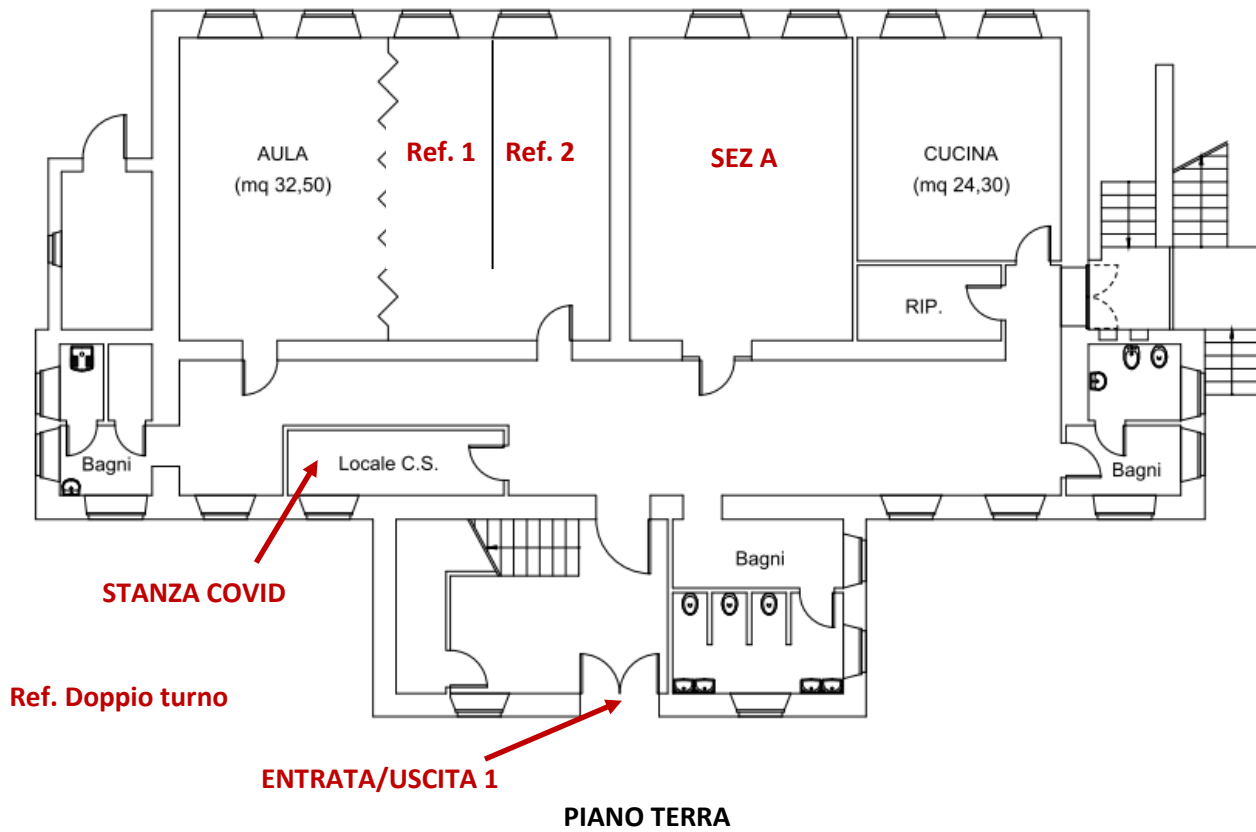 AULA
(mq 32,50)
Ref. 1
Ref. 2
SEZ A
CUCINA
(mq 24,30)
RIP.
Bagni
Locale C.S.
Bagni
Bagni
STANZA COVID
Ref. Doppio turno
ENTRATA/USCITA 1
PIANO TERRA